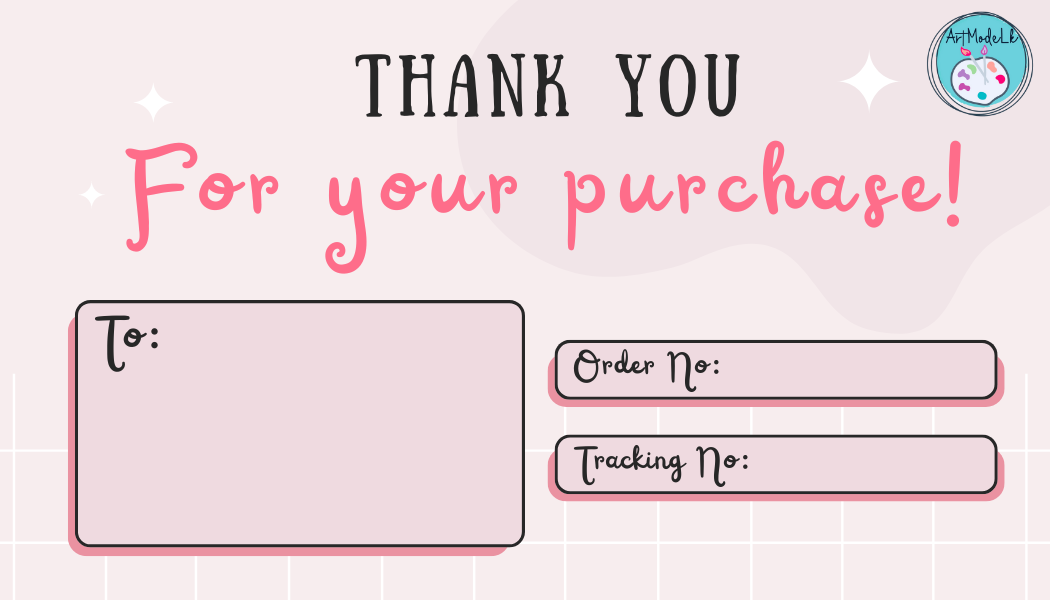 ArtModeLk
THANK YOU
For your purchase!
To:
Order No:
Tracking No: